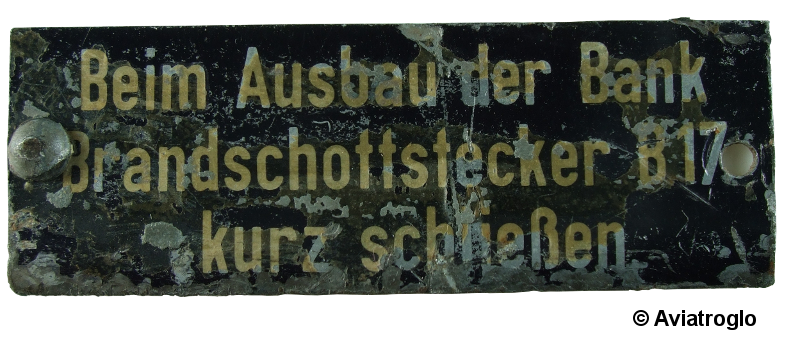 Beim Ausbau der Bank
Brandschottstecker B17
kurz schließen
© Aviatroglo